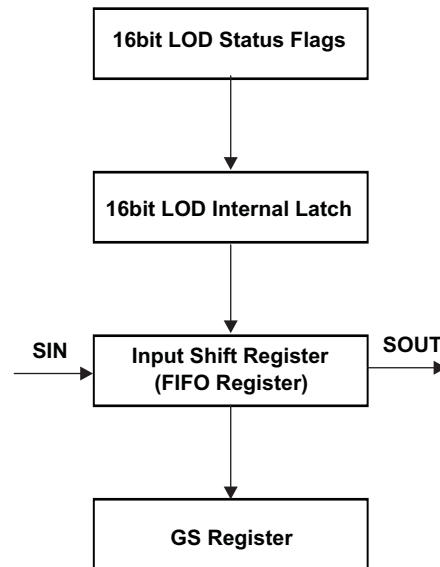 16bit LOD Status Flags
16bit LOD Internal Latch
SIN
Input Shift Register
(FIFO Register)
SOUT
GS Register